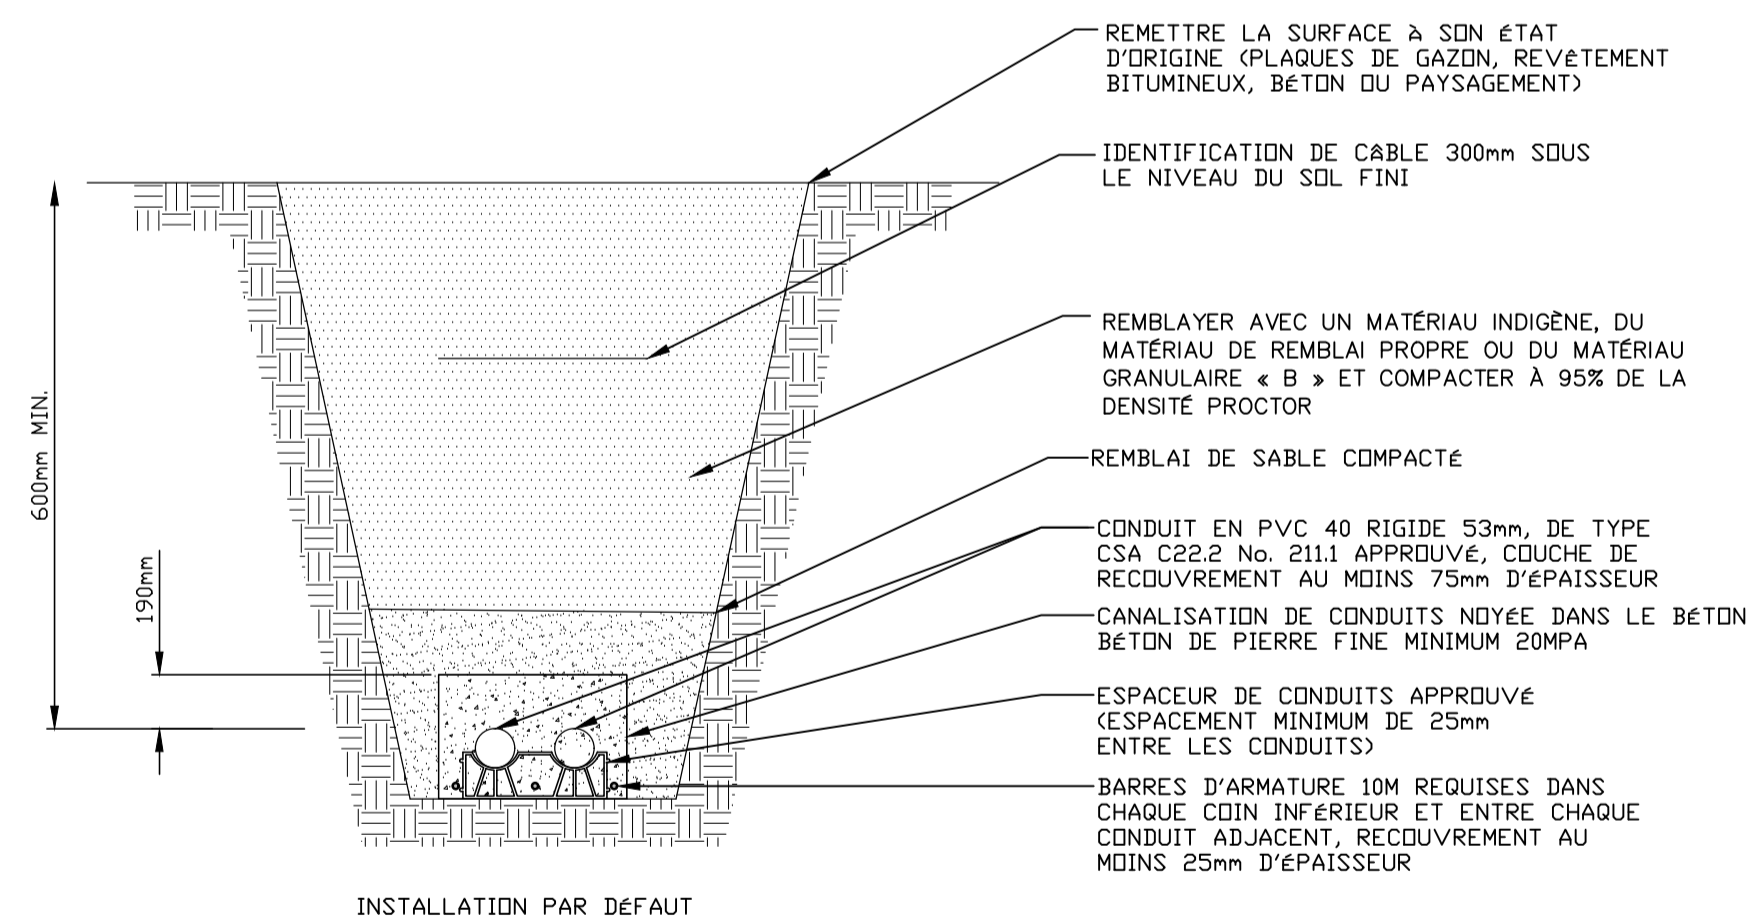 REMETTRE LA SURFACE à SON ÉTAT
D'ORIGINE (PLAQUES DE GAZON, REVÊTEMENT
BITUMINEUX, BÉTON OU PAYSAGEMENT)
IDENTIFICATION DE CÂBLE 300mm SOUS
LE NIVEAU DU SOL FINI
REMBLAYER AVEC UN MATÉRIAU INDIGÈNE, DU
MATÉRIAU DE REMBLAI PROPRE OU DU MATÉRIAU
GRANULAIRE « B » ET COMPACTER À 95% DE LA
DENSITÉ PROCTOR
600mm MIN.
REMBLAI DE SABLE COMPACTÉ
CONDUIT EN PVC 40 RIGIDE 53mm, DE TYPE
CSA C22.2 No. 211.1 APPROUVÉ, COUCHE DE
RECOUVREMENT AU MOINS 75mm D'ÉPAISSEUR
190mm
CANALISATION DE CONDUITS NOYÉE DANS LE BÉTON
BÉTON DE PIERRE FINE MINIMUM 20MPA
ESPACEUR DE CONDUITS APPROUVÉ
(ESPACEMENT MINIMUM DE 25mm
ENTRE LES CONDUITS)
BARRES D'ARMATURE 10M REQUISES DANS
CHAQUE COIN INFÉRIEUR ET ENTRE CHAQUE
CONDUIT ADJACENT, RECOUVREMENT AU
MOINS 25mm D'ÉPAISSEUR
INSTALLATION PAR DÉFAUT